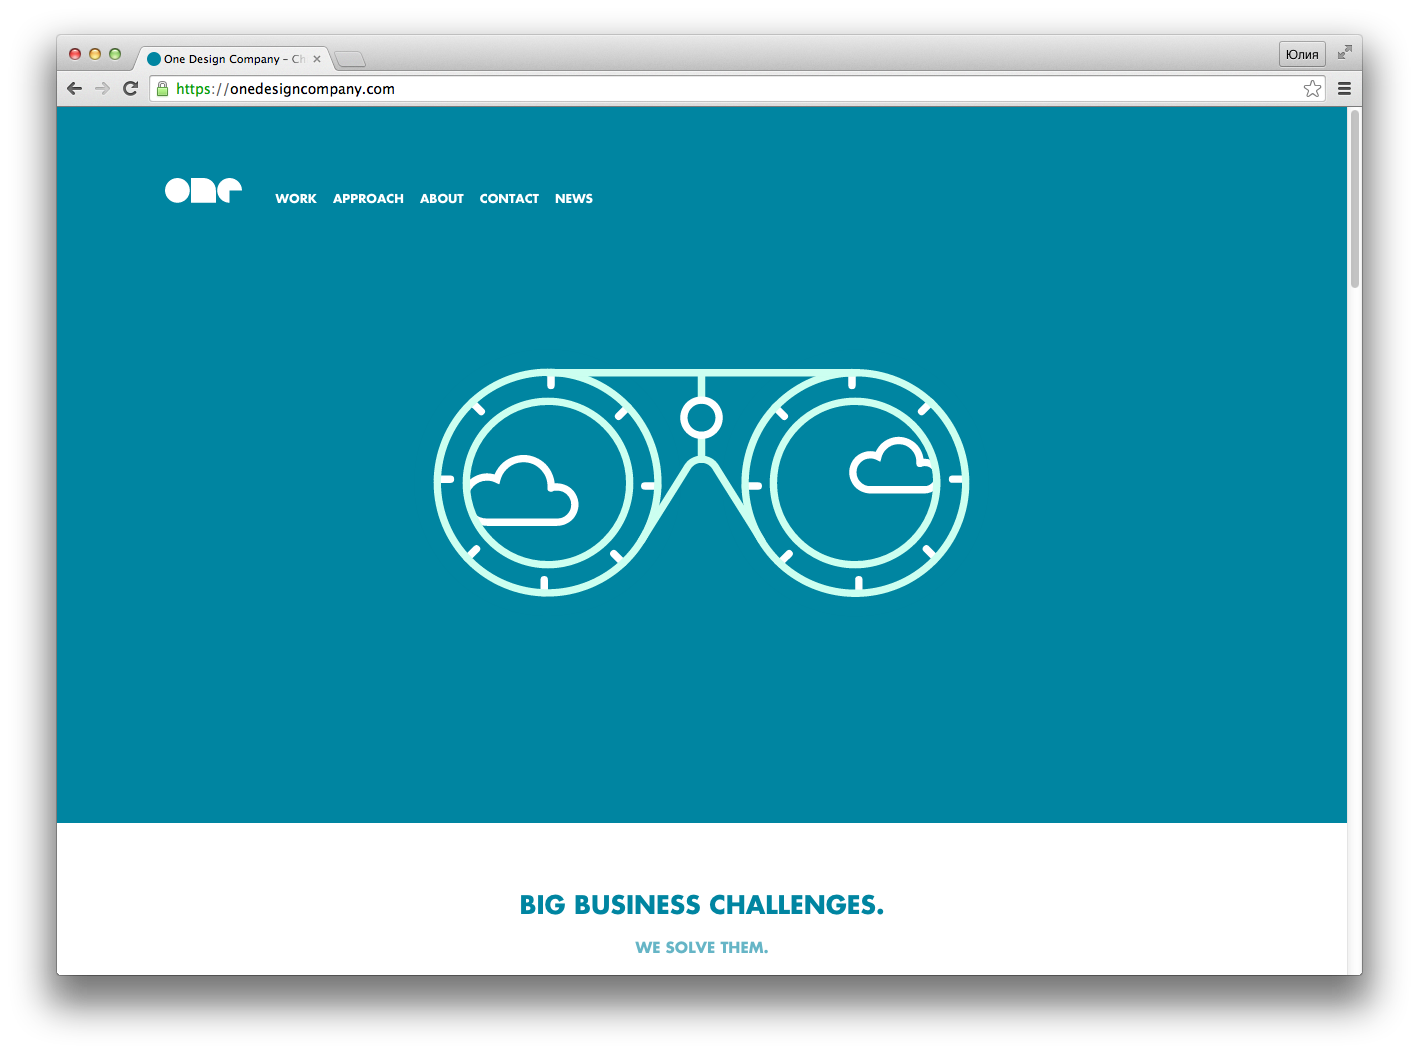 One Design Company – Ch
Юлия
https://onedesigncompany.com
one WORK APPROACH ABOUT CONTACT NEWS
BIG BUSINESS CHALLENGES.
WE SOLVE THEM.